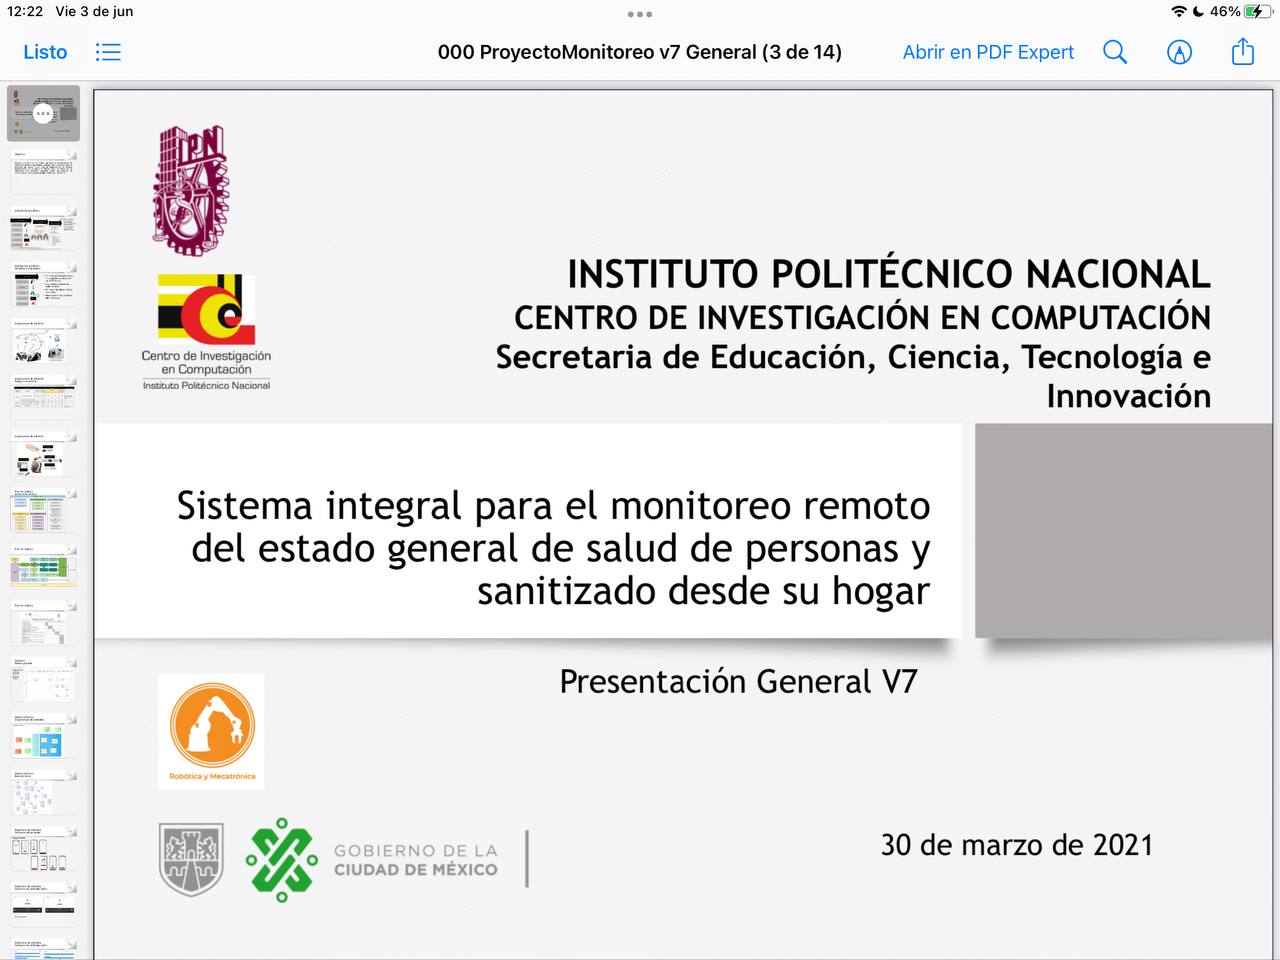 12:22 Vie 3 de jun
46%
Listo
000 ProyectoMonitoreo v7 General (3 de 14)
Abrir en PDF Expert
IPN
Centro de Investigación
en Computación
Instituto Politécnico Nacional
INSTITUTO POLITÉCNICO NACIONAL
CENTRO DE INVESTIGACIÓN EN COMPUTACIÓN
Secretaria de Educación, Ciencia, Tecnología e
Innovación
Sistema integral para el monitoreo remoto
del estado general de salud de personas y
sanitizado desde su hogar
Presentación General V7
Robótica y Mecatrónica
GOBIERNO DE LA
CIUDAD DE MÉXICO
30 de marzo de 2021